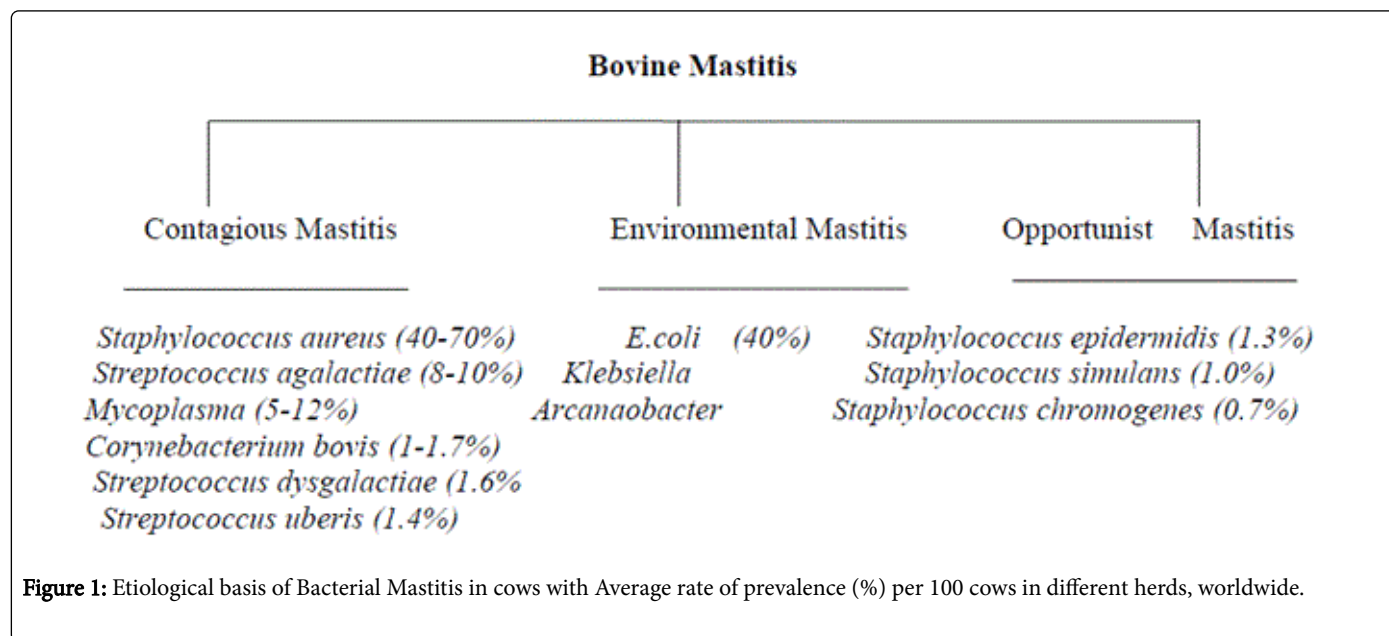 Bovine Mastitis
Contagious Mastitis
Staphylococcus aureus (40-70%)
Streptococcus agalactiae (8-10%)
Mycoplasma (5-12%)
Corynebacterium bovis (1-1.7%)
Streptococcus dysgalactiae (1.6%
Streptococcus uberis (1.4%)
Environmental Mastitis
E.coli (40%)
Klebsiella
Arcanaobacter
Opportunist Mastitis
Staphylococcus epidermidis (1.3%)
Staphylococcus simulans (1.0%)
Staphylococcus chromogenes (0.7%)
Figure 1: Etiological basis of Bacterial Mastitis in cows with Average rate of prevalence (%) per 100 cows in different herds, worldwide.